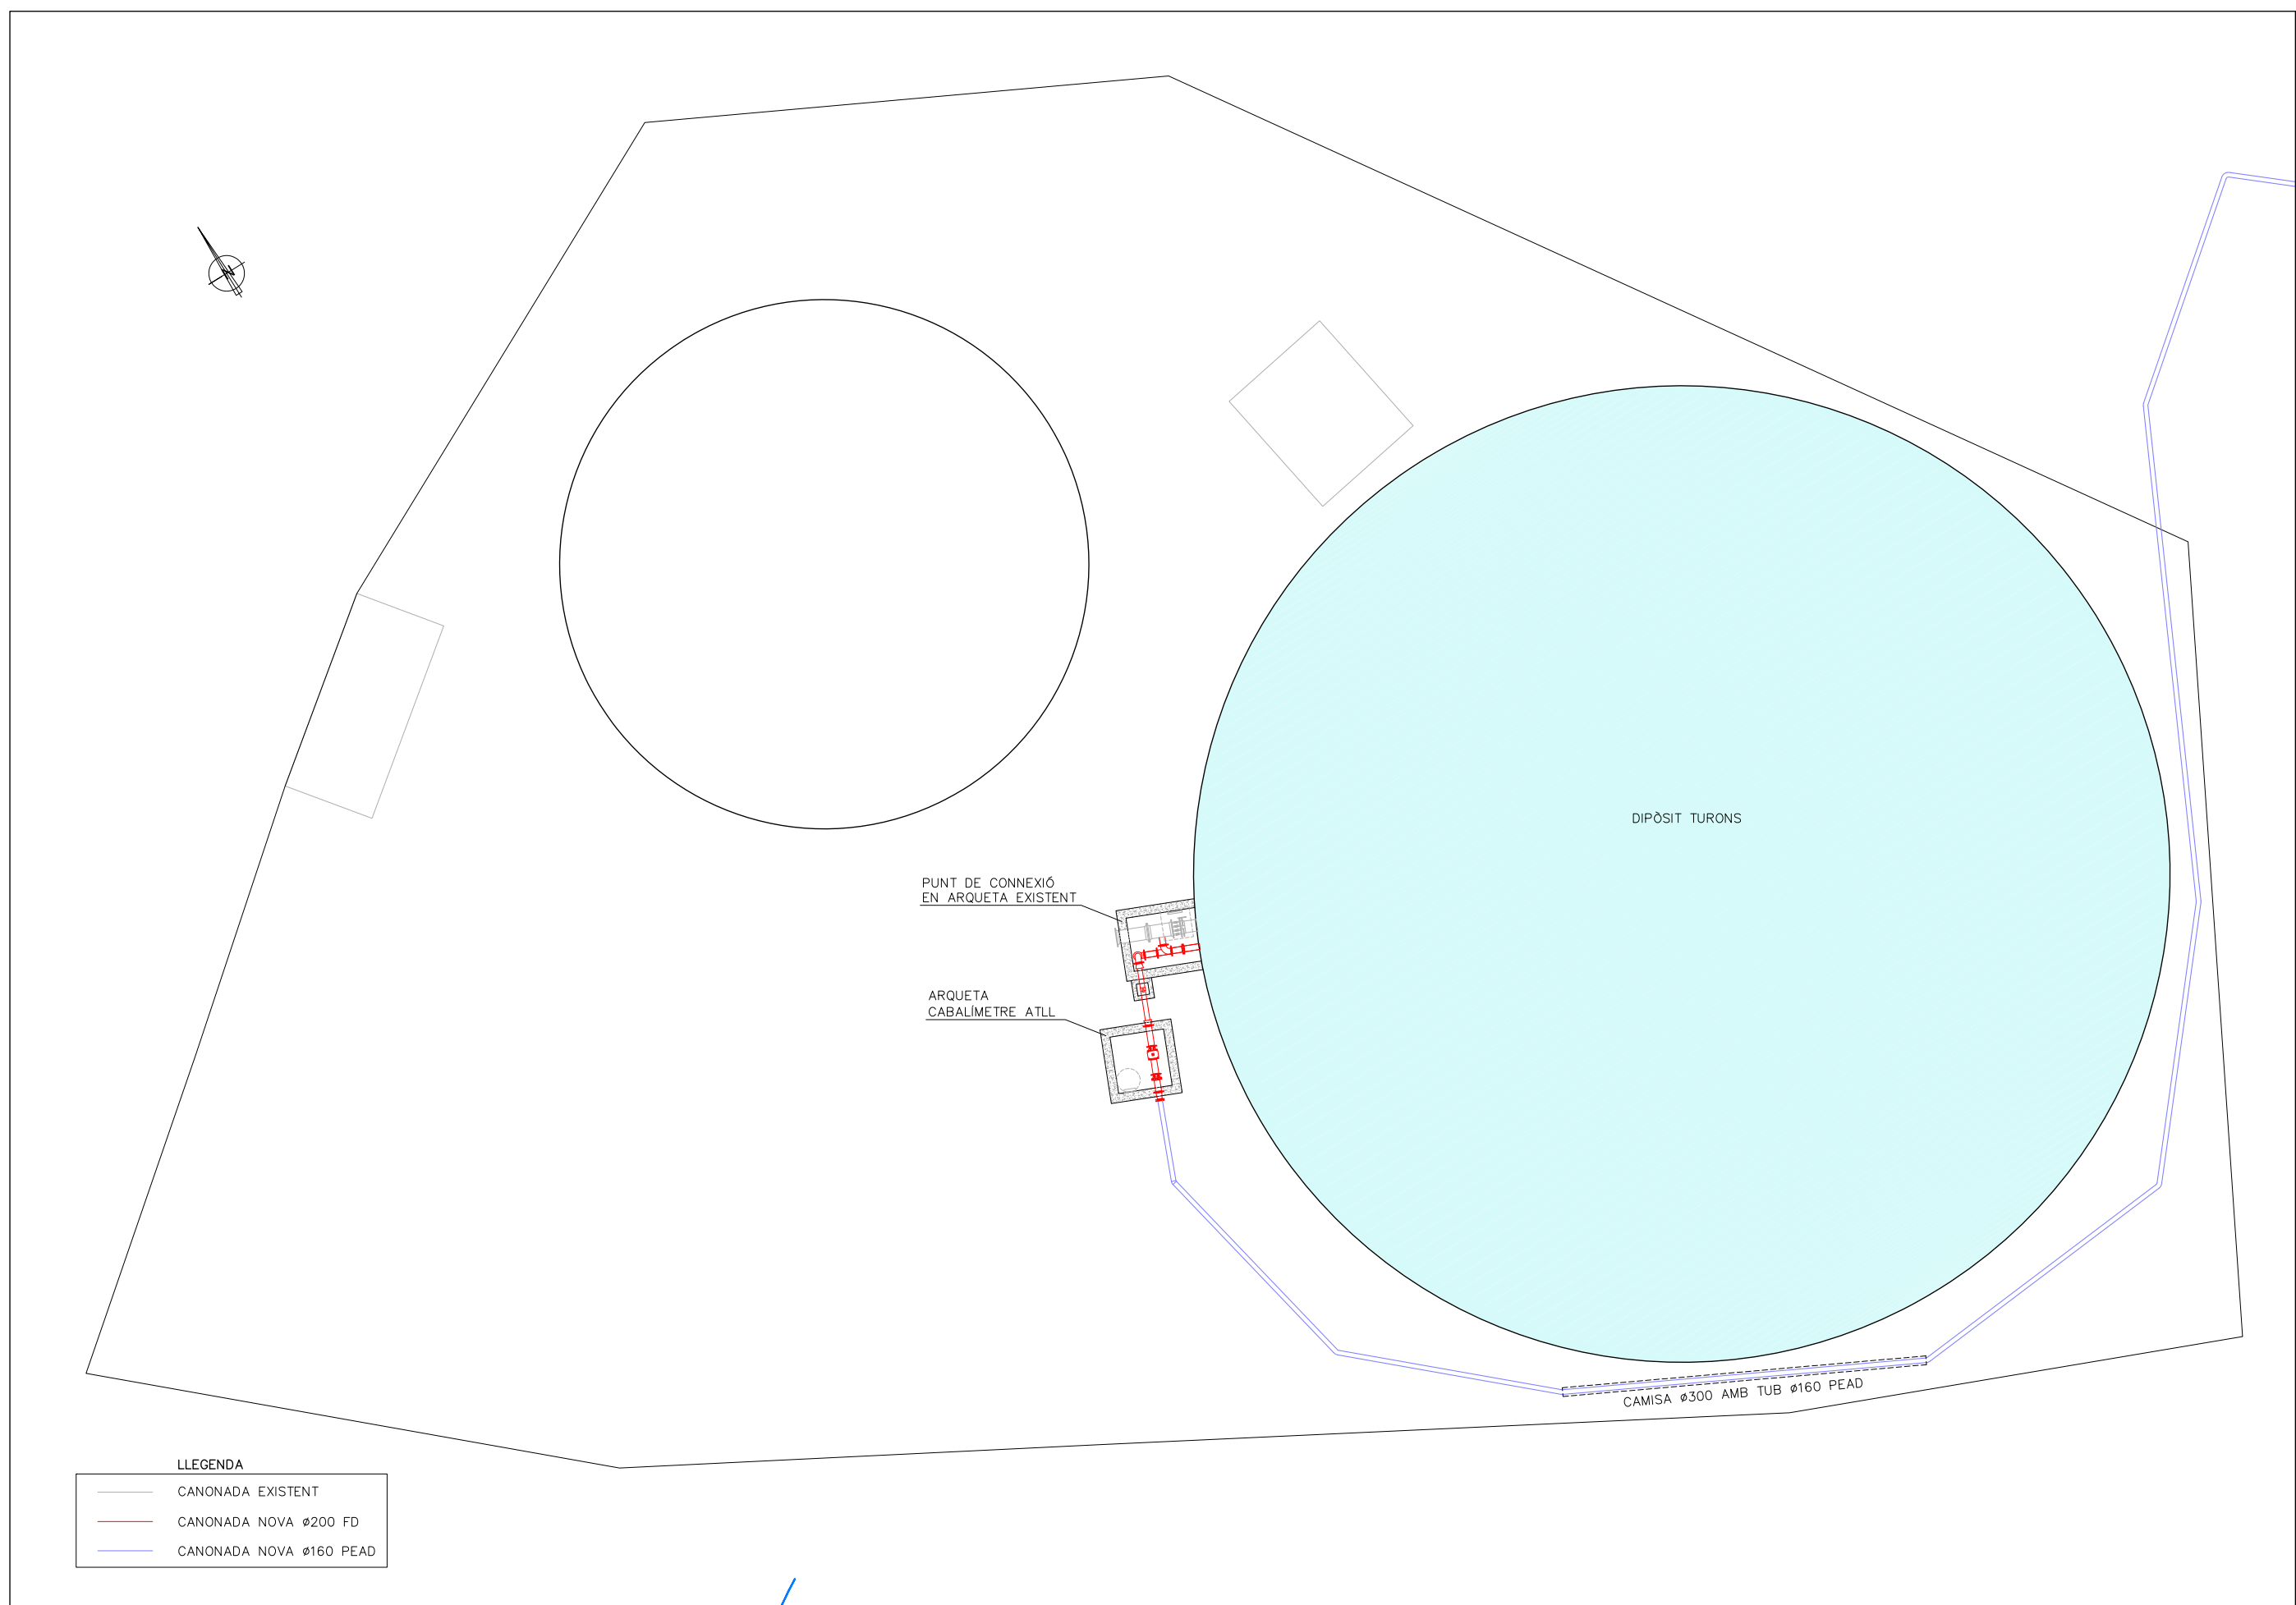 N
DIPÒSIT TURONS
PUNT DE CONNEXIÓ
EN ARQUETA EXISTENT
ARQUETA
CABALÍMETRE ATLL
CAMISA ø300 AMB TUB ø160 PEAD
LLEGENDA
CANONADA EXISTENT
CANONADA NOVA ø200 FD
CANONADA NOVA ø160 PEAD